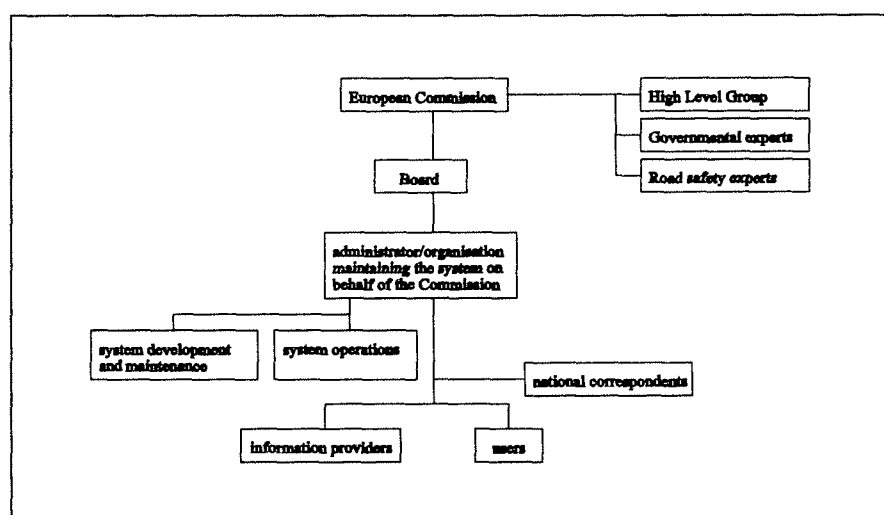 European Commission
High Level Group
Governmental experts
Road safety experts
Board
administrator/organisation
maintaining the system on
behalf of the Commission
system development
and maintenance
system operations
national correspondents
information providers
users